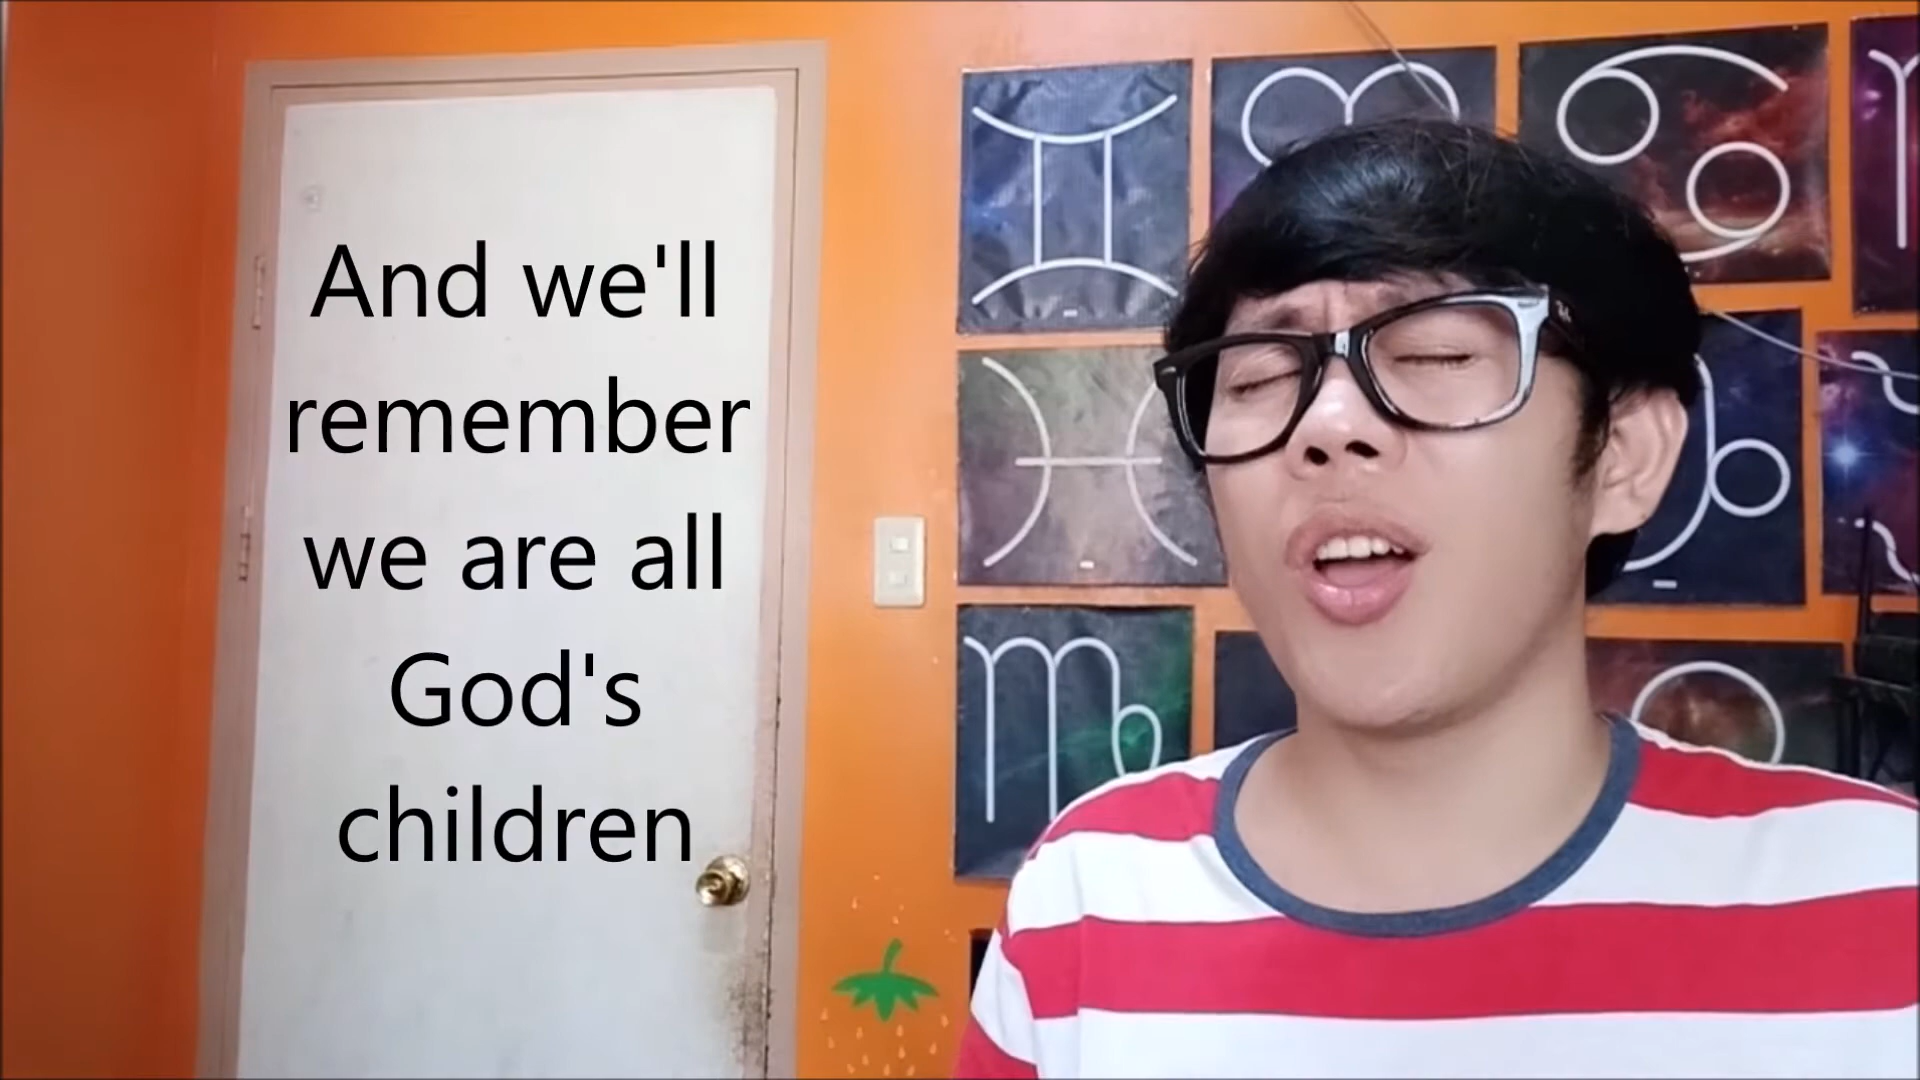 And we'll
remember
we are all
God's
children